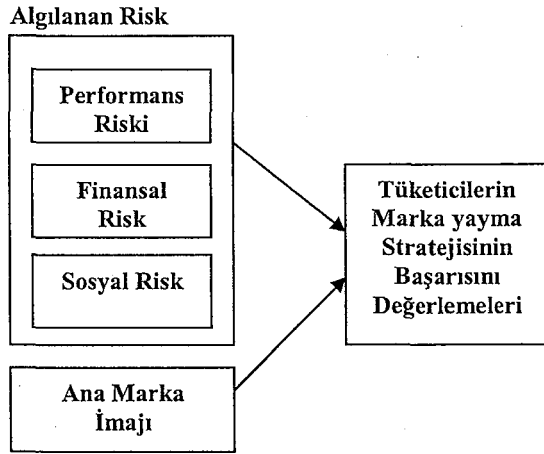 Algılanan Risk
Performans
Riski
Finansal
Risk
Sosyal Risk
Ana Marka
İmajı
Tüketicilerin
Marka yayma
Stratejisinin
Başarısını
Değerlemeleri